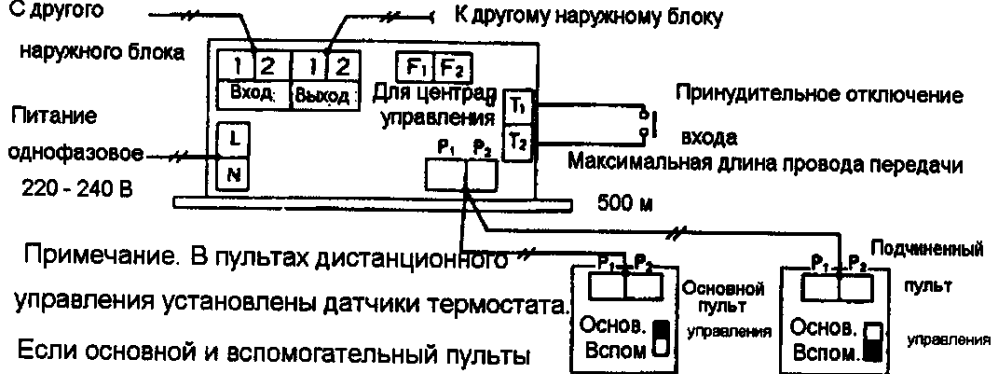 С другого
К другому наружному блоку
наружного блока
1 2 1 2
F1 F2
Вход: Выход:
Для централ
управления
T1
T2
Принудительное отключение
входа
Питание
однофазовое
220 - 240 В
L
N
P1 P2
Максимальная длина провода передачи
500 м
Примечание. В пультах дистанционного
управления установлены датчики термостата.
Если основной и вспомогательный пульты
P1 P2
Основной
пульт
управления
Основ.
Вспом
P1 P2
Подчиненный
пульт
управления
Основ.
Вспом.